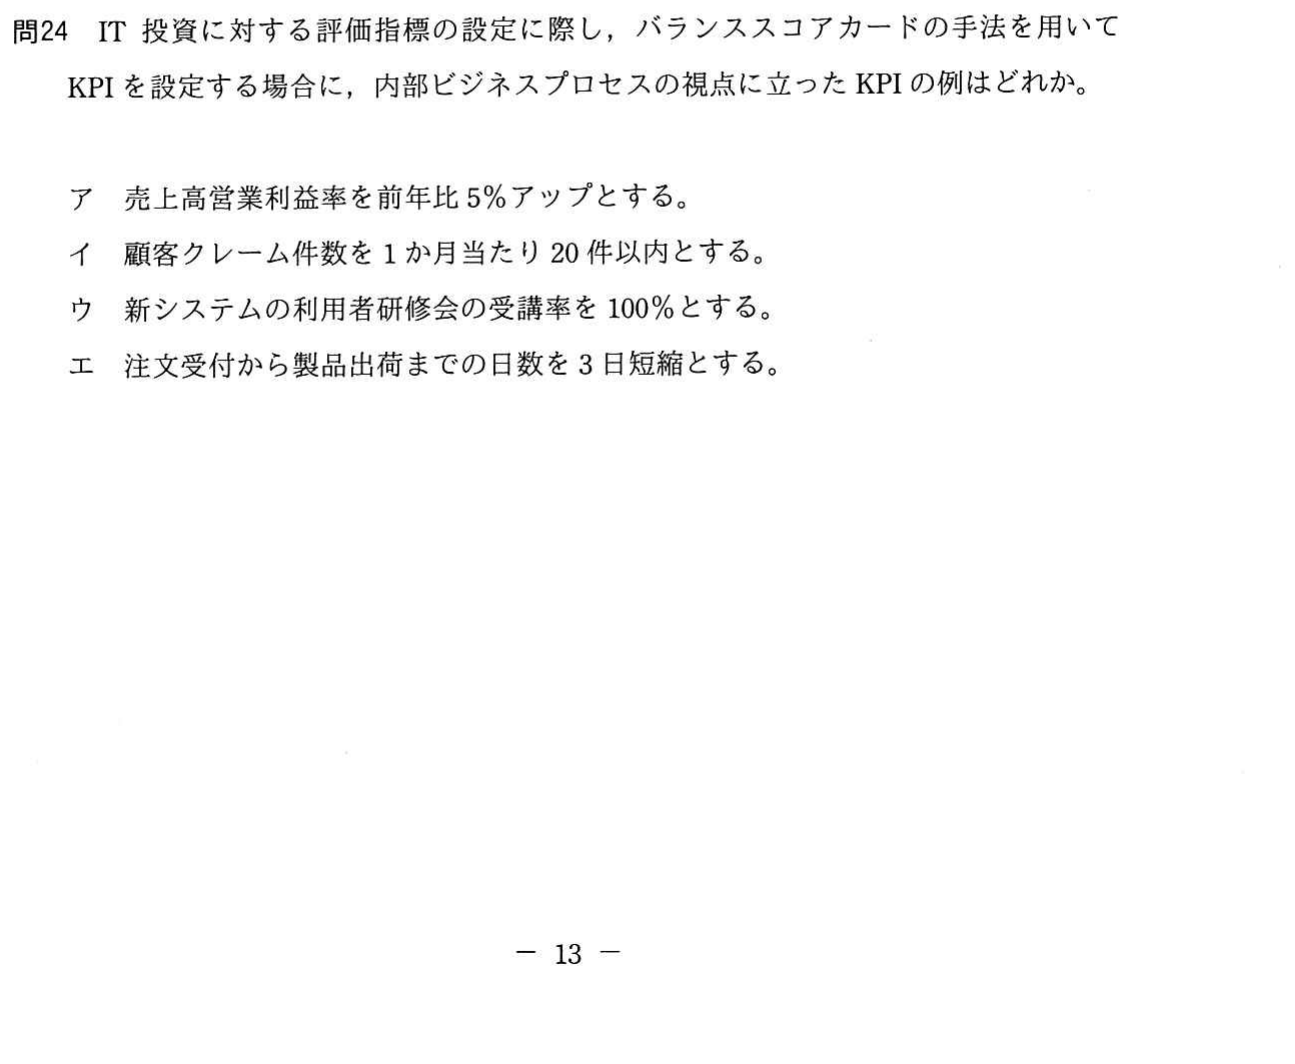 問24 IT 投資に対する評価指標の設定に際し，バランススコアカードの手法を用いて
KPI を設定する場合に，内部ビジネスプロセスの視点に立った KPI の例はどれか。
ア 売上高営業利益率を前年比 5％アップとする。
イ 顧客クレーム件数を 1 か月当たり 20 件以内とする。
ウ 新システムの利用者研修会の受講率を 100％とする。
エ 注文受付から製品出荷までの日数を 3 日短縮とする。
－ 13 －